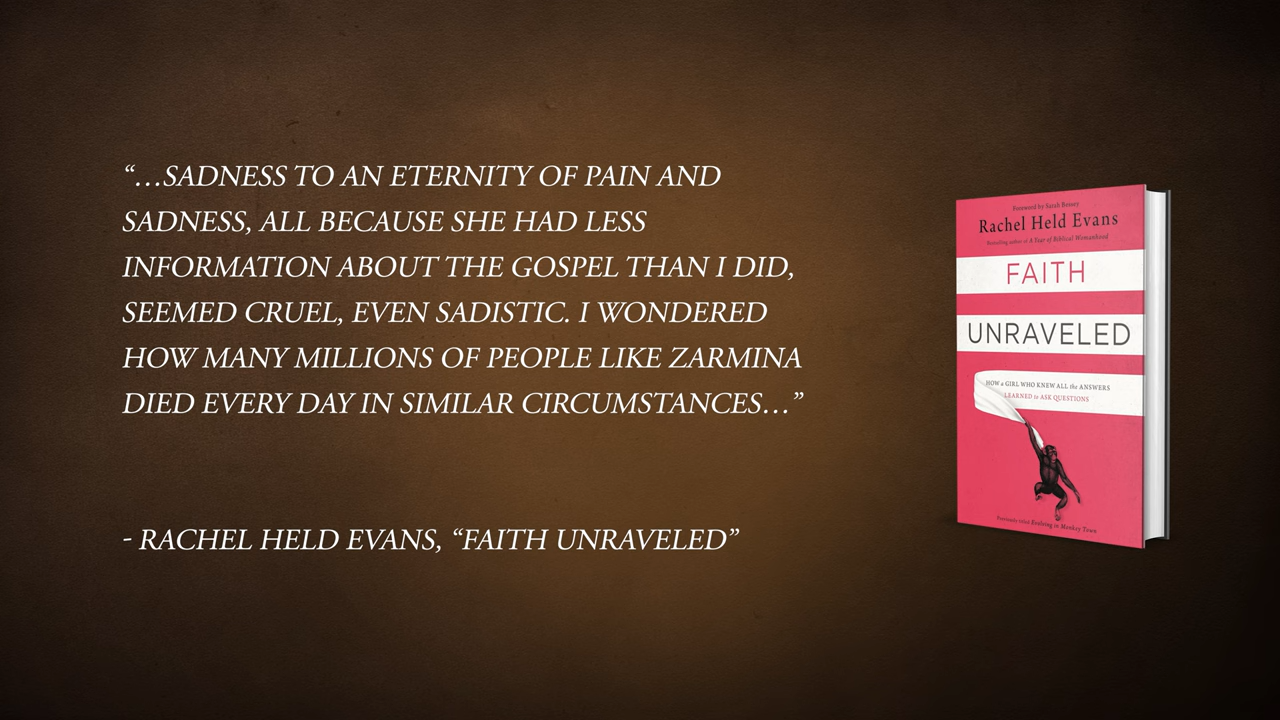 “…SADNESS TO AN ETERNITY OF PAIN AND
SADNESS, ALL BECAUSE SHE HAD LESS
INFORMATION ABOUT THE GOSPEL THAN I DID,
SEEMED CRUEL, EVEN SADISTIC. I WONDERED
HOW MANY MILLIONS OF PEOPLE LIKE ZARMINA
DIED EVERY DAY IN SIMILAR CIRCUMSTANCES…”
- RACHEL HELD EVANS, “FAITH UNRAVELED”
Foreword by Sarah Bessey
Rachel Held Evans
Bestselling author of A Year of Biblical Womanhood
FAITH
UNRAVELED
HOW a GIRL WHO KNEW ALL the ANSWERS
LEARNED to ASK QUESTIONS
Previously titled Evolving in Monkey Town